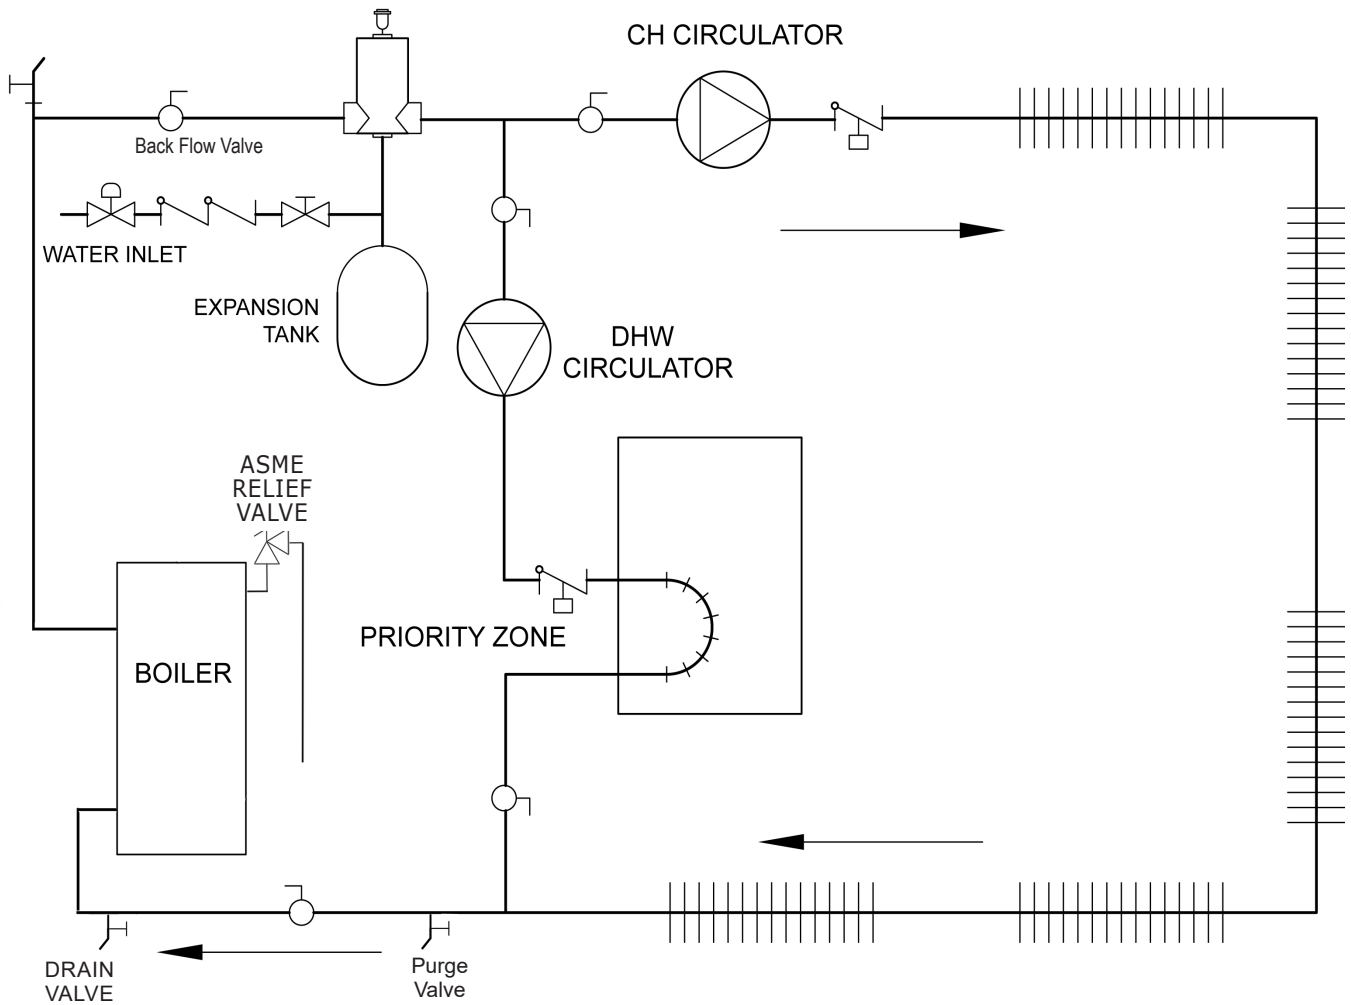 CH CIRCULATOR
Back Flow Valve
WATER INLET
EXPANSION
TANK
DHW
CIRCULATOR
ASME
RELIEF
VALVE
PRIORITY ZONE
BOILER
DRAIN
VALVE
Purge
Valve